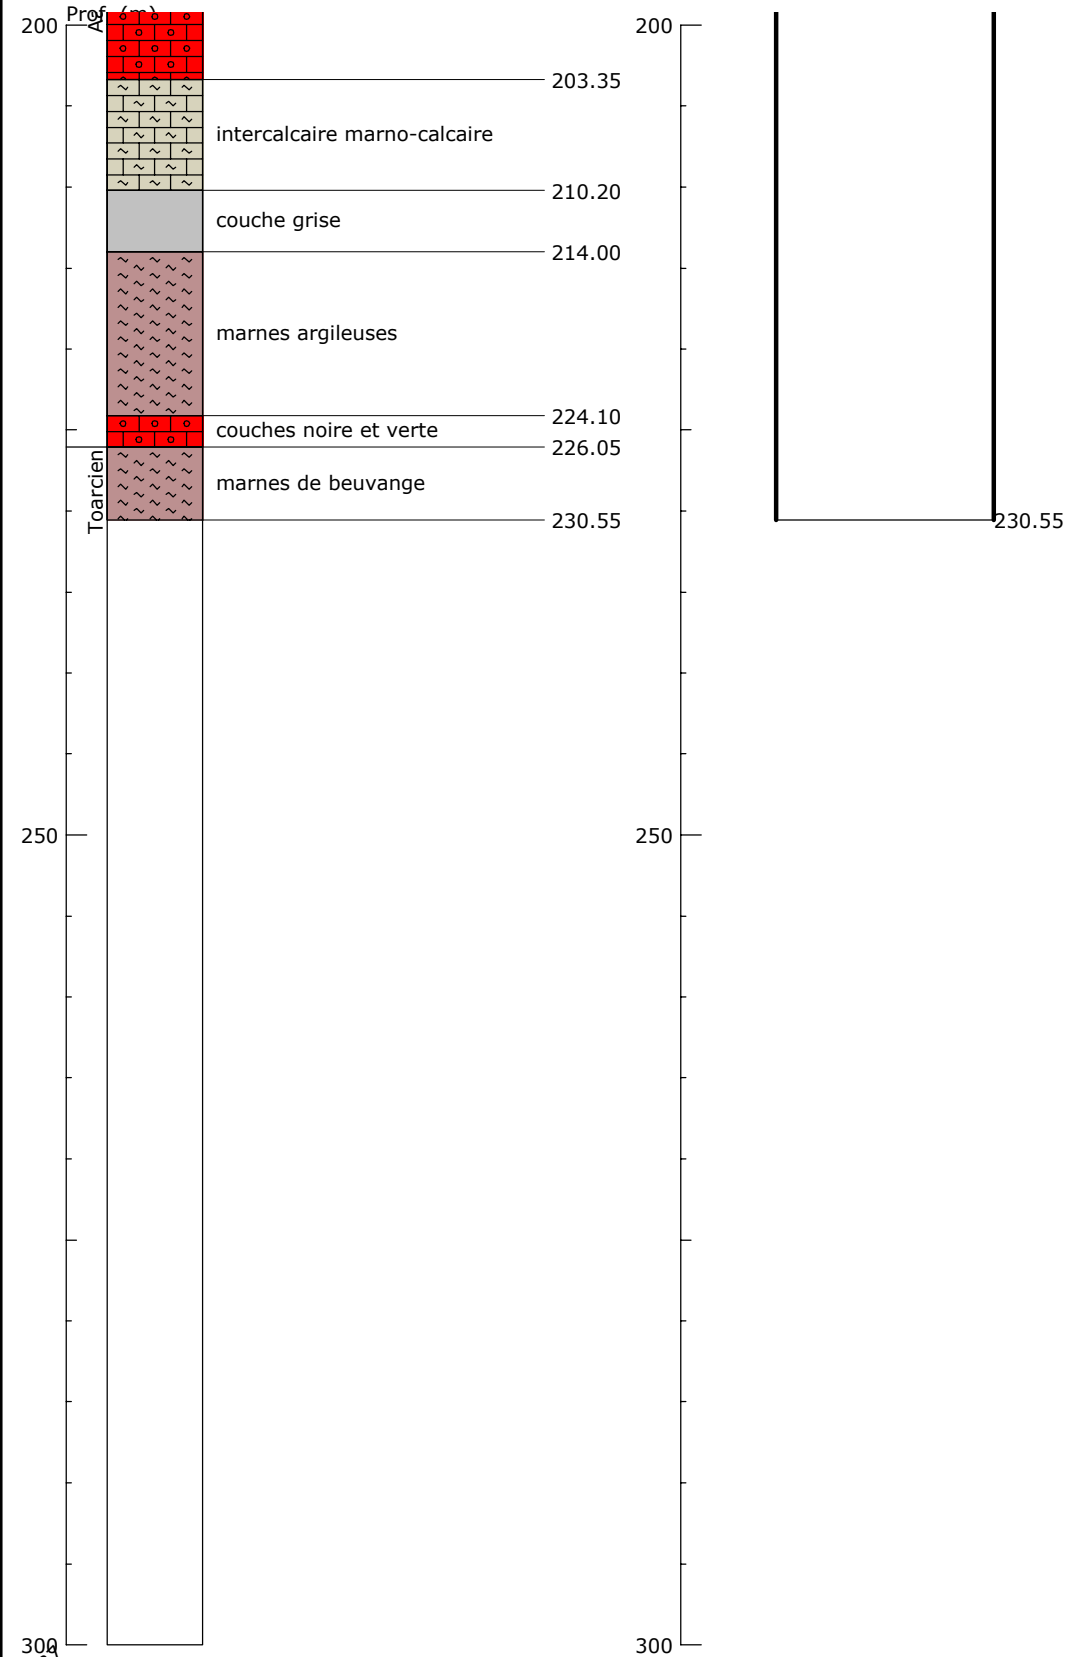 Prof. (m)
200
200
203.35
intercalcaire marno-calcaire
210.20
couche grise
214.00
marnes argileuses
224.10
couches noire et verte
226.05
Toarcien
marnes de beuvange
230.55
230.55
250
250
300
300